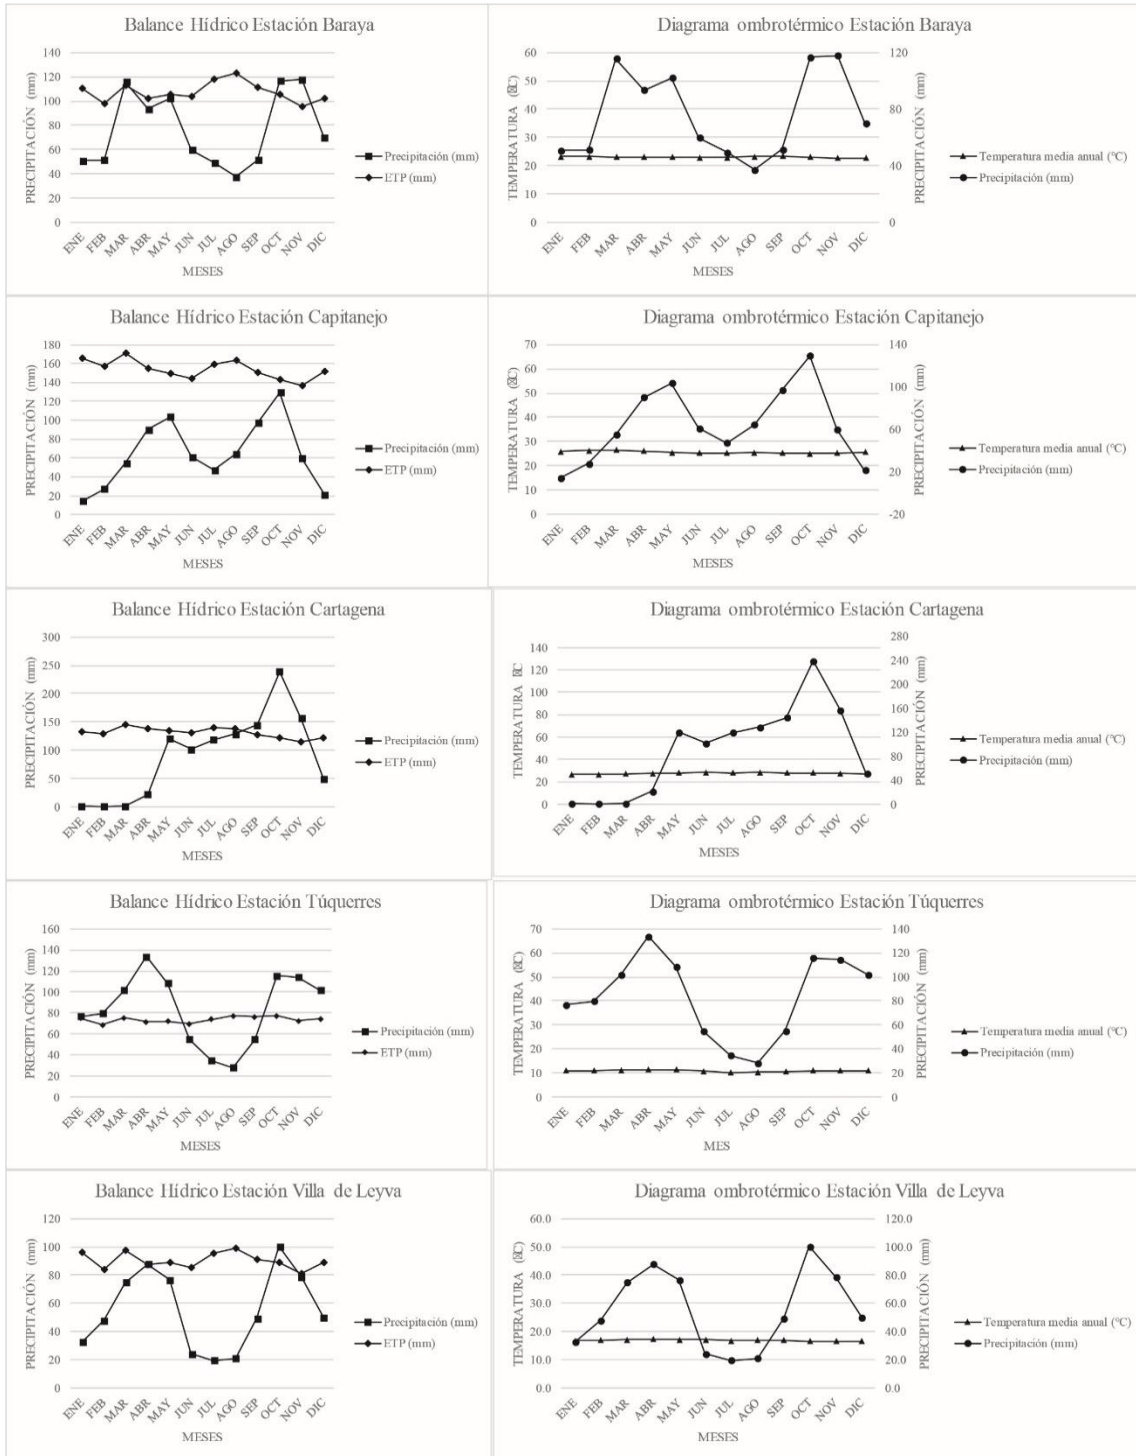 Balance Hídrico Estación Baraya
PRECIPITACIÓN (mm)
140
120
100
80
60
40
20
0
ENE FEB MAR ABR MAY JUN JUL AGO SEP OCT NOV DIC
MESES
Precipitación (mm)
ETP (mm)
Diagrama ombrotérmico Estación Baraya
TEMPERATURA (°C)
60
50
40
30
20
10
0
120
80
40
0
PRECIPITACIÓN (mm)
ENE FEB MAR ABR MAY JUN JUL AGO SEP OCT NOV DIC
MESES
Temperatura media anual (°C)
Precipitación (mm)
Balance Hídrico Estación Capitanejo
PRECIPITACIÓN (mm)
180
160
140
120
100
80
60
40
20
0
ENE FEB MAR ABR MAY JUN JUL AGO SEP OCT NOV DIC
MESES
Precipitación (mm)
ETP (mm)
Diagrama ombrotérmico Estación Capitanejo
TEMPERATURA
70
60
50
40
30
20
10
0
140
100
60
20
-20
PRECIPITACIÓN (mm)
ENE FEB MAR ABR MAY JUN JUL AGO SEP OCT NOV DIC
MESES
Temperatura media anual (°C)
Precipitación (mm)
Balance Hídrico Estación Cartagena
PRECIPITACIÓN (mm)
300
250
200
150
100
50
0
ENE FEB MAR ABR MAY JUN JUL AGO SEP OCT NOV DIC
MESES
Precipitación (mm)
ETP (mm)
Diagrama ombrotérmico Estación Cartagena
TEMPERATURA
140
120
100
80
60
40
20
0
280
240
200
160
120
80
40
0
PRECIPITACIÓN (mm)
ENE FEB MAR ABR MAY JUN JUL AGO SEP OCT NOV DIC
MESES
Temperatura media anual (°C)
Precipitación (mm)
Balance Hídrico Estación Túquerres
PRECIPITACIÓN (mm)
160
140
120
100
80
60
40
20
0
ENE FEB MAR ABR MAY JUN JUL AGO SEP OCT NOV DIC
MESES
Precipitación (mm)
ETP (mm)
Diagrama ombrotérmico Estación Túquerres
TEMPERATURA
70
60
50
40
30
20
10
0
140
120
100
80
60
40
20
0
PRECIPITACIÓN (mm)
ENE FEB MAR ABR MAY JUN JUL AGO SEP OCT NOV DIC
MES
Temperatura media anual (°C)
Precipitación (mm)
Balance Hídrico Estación Villa de Leyva
PRECIPITACIÓN (mm)
120
100
80
60
40
20
0
ENE FEB MAR ABR MAY JUN JUL AGO SEP OCT NOV DIC
MESES
Precipitación (mm)
ETP (mm)
Diagrama ombrotérmico Estación Villa de Leyva
TEMPERATURA
60.0
50.0
40.0
30.0
20.0
10.0
0.0
120.0
100.0
80.0
60.0
40.0
20.0
0.0
PRECIPITACIÓN (mm)
ENE FEB MAR ABR MAY JUN JUL AGO SEP OCT NOV DIC
MESES
Temperatura media anual (°C)
Precipitación (mm)